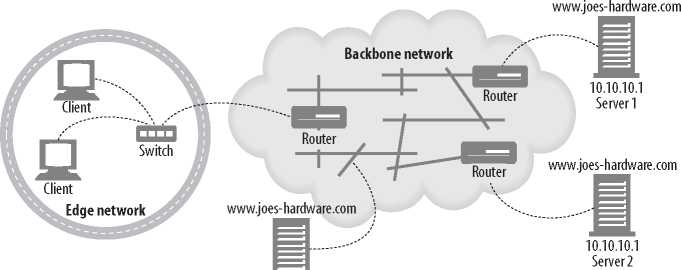 www.joes-hardware.com
Backbone network
Client
Router
10.10.10.1
Server 1
Client
Switch
Router
Router
www.joes-hardware.com
Edge network
www.joes-hardware.com
10.10.10.1
Server 2